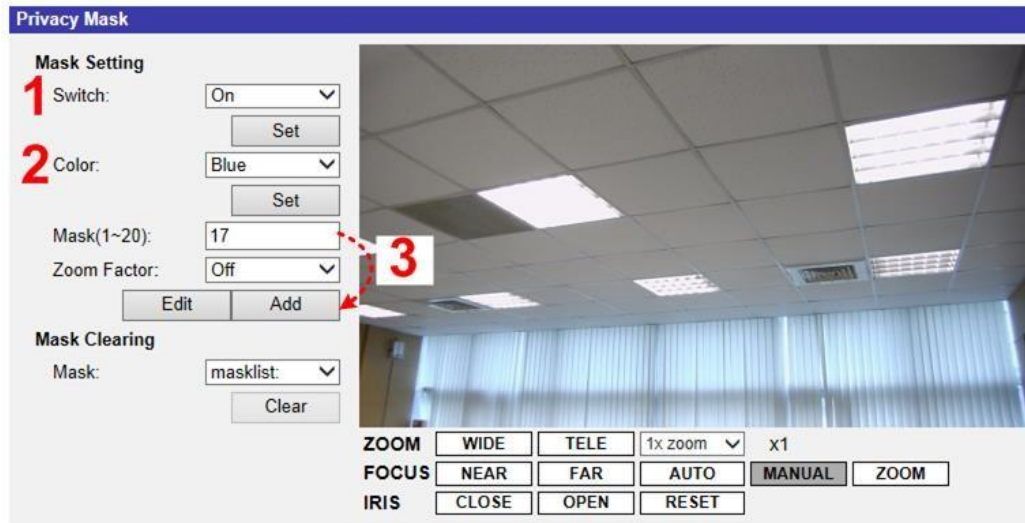 Privacy Mask
Mask Setting
1 Switch: On
Set
2 Color: Blue
Set
Mask(1~20): 17
3
Zoom Factor: Off
Edit Add
Mask Clearing
Mask: masklist:
Clear
ZOOM WIDE TELE 1x zoom x1
FOCUS NEAR FAR AUTO MANUAL ZOOM
IRIS CLOSE OPEN RESET